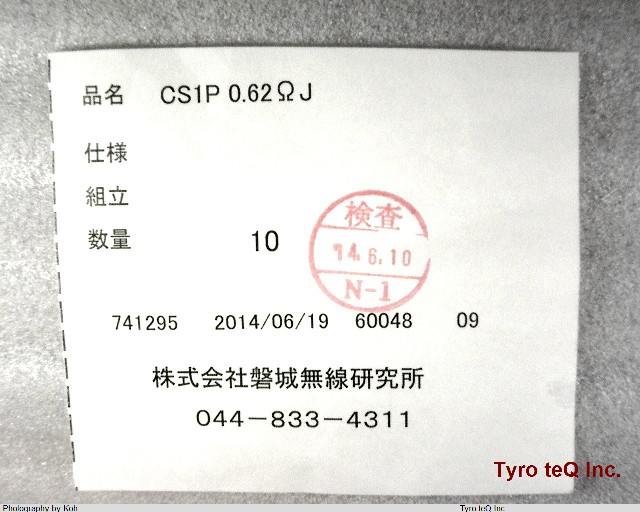 品名 CS1P 0.62ΩJ
仕様
組立
数量 10
検査
'14.6.10
N-1
741295 2014/06/19 60048 09
株式会社磐城無線研究所
044-833-4311
Tyro teQ Inc.
Photography by Koh Tyro teQ Inc